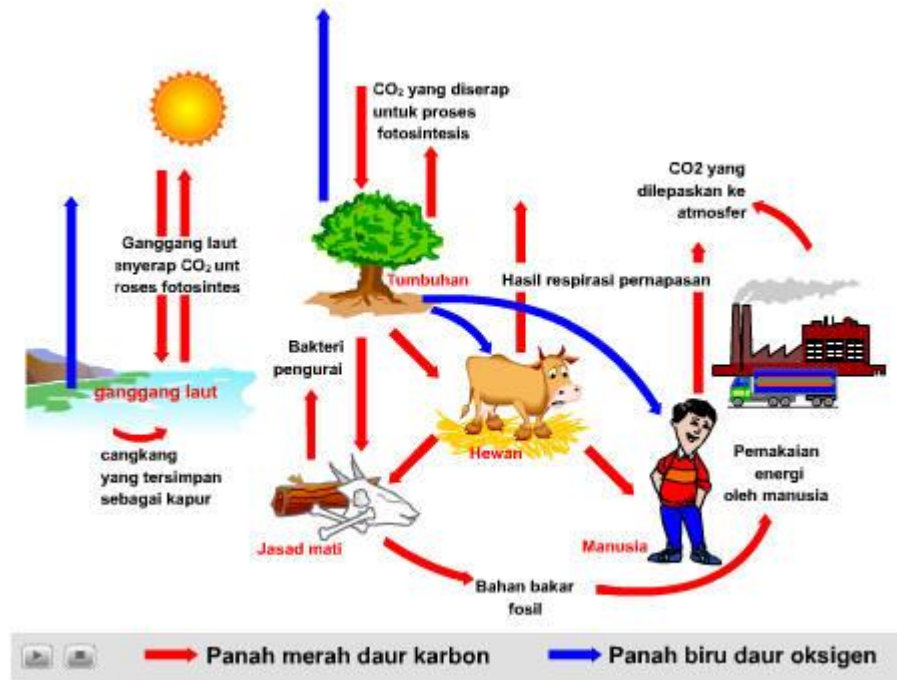 CO₂ yang diserap
untuk proses
fotosintesis
CO2 yang
dilepaskan ke
atmosfer
Ganggang laut
enyerap CO₂ unt
roses fotosintes
Tumbuhan
Hasil respirasi pernapasan
Bakteri
pengurai
ganggang laut
cangkang
yang tersimpan
sebagai kapur
Hewan
Pemakaian
energi
oleh manusia
Jasad mati
Manusia
Bahan bakar
fosil
Panah merah daur karbon
Panah biru daur oksigen